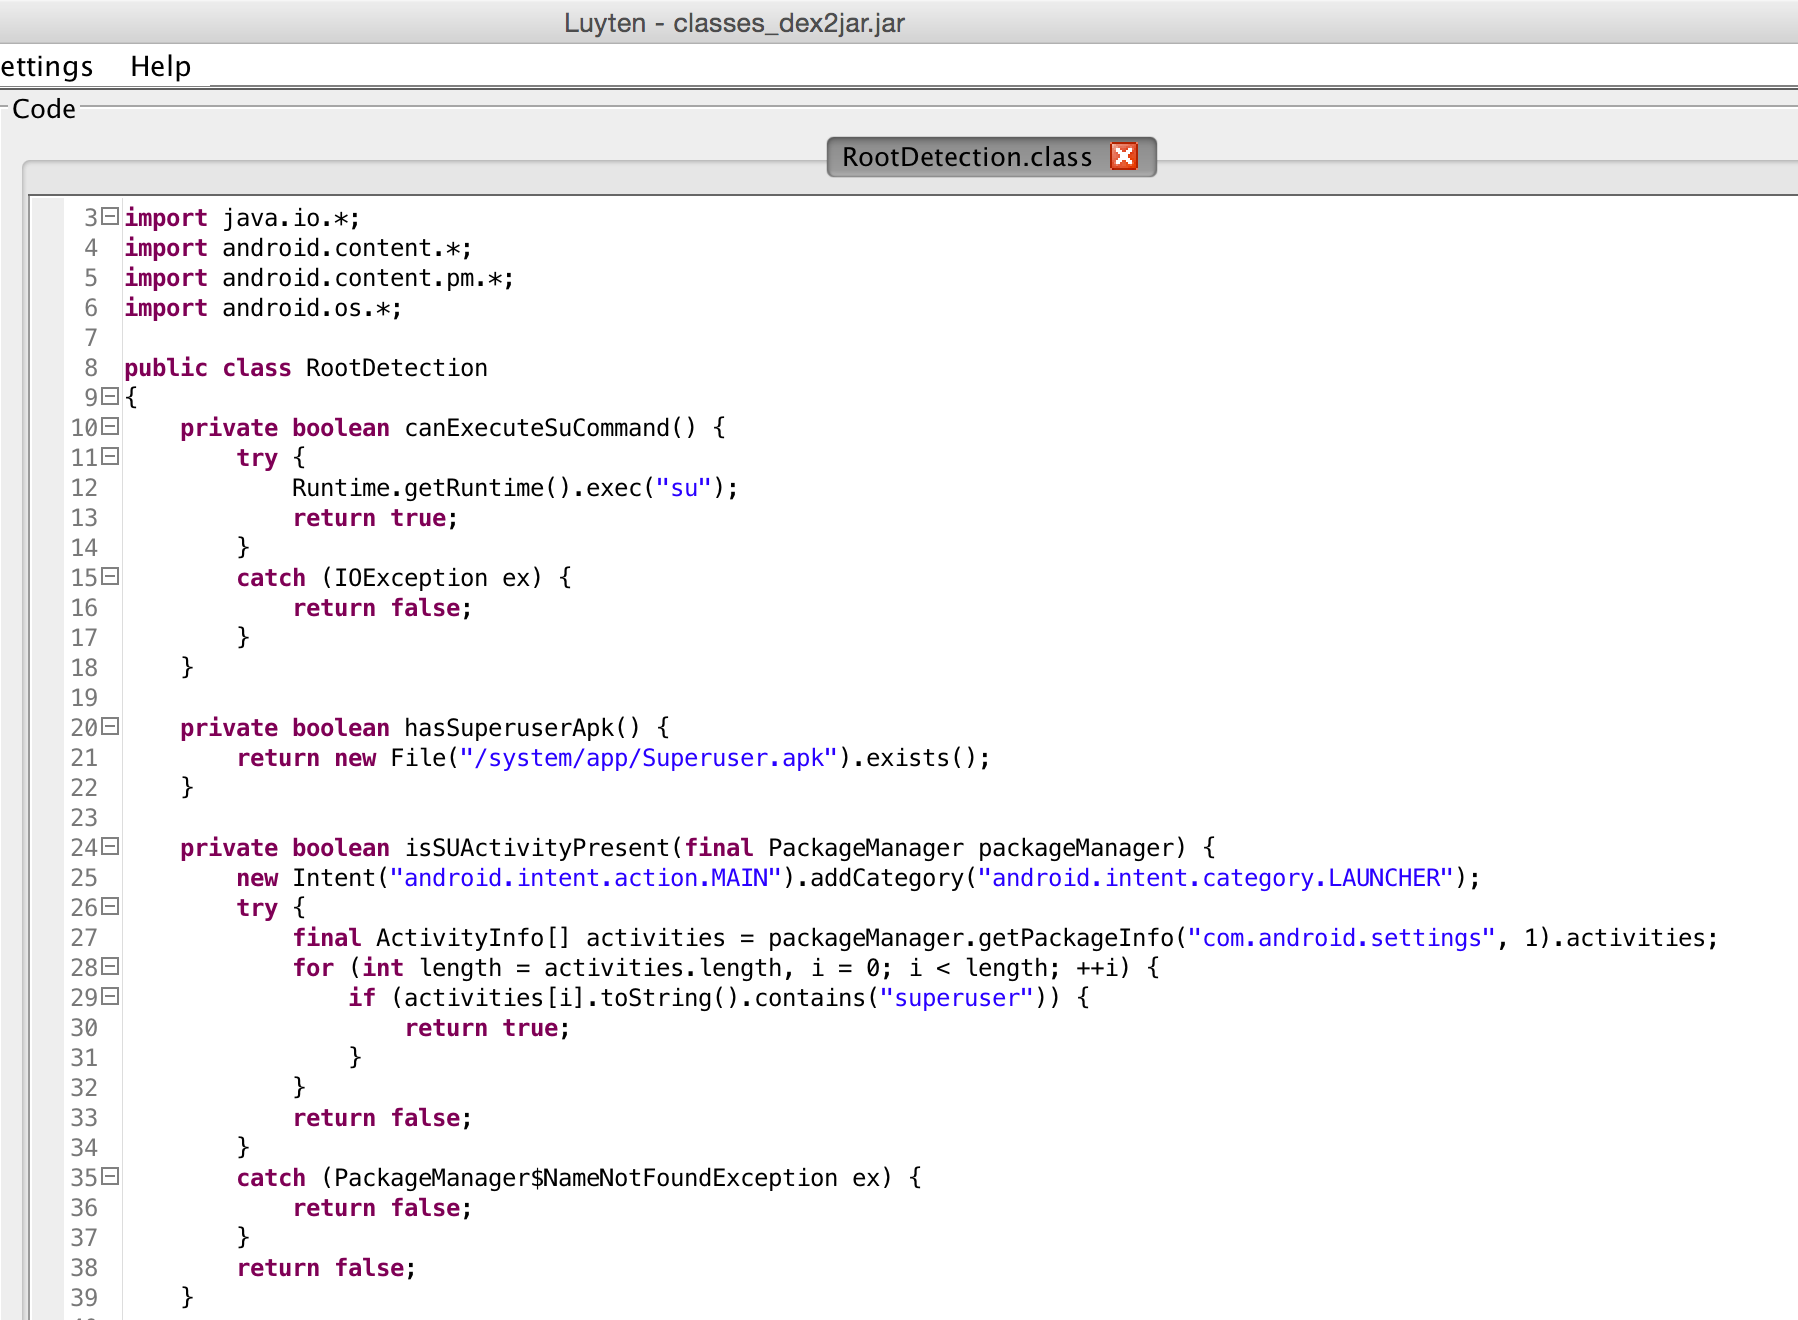 Luyten - classes_dex2jar.jar
ettings Help
Code
RootDetection.class
3 import java.io.*;
4 import android.content.*;
5 import android.content.pm.*;
6 import android.os.*;
7
8 public class RootDetection
9 {
10     private boolean canExecuteSuCommand() {
11         try {
12             Runtime.getRuntime().exec("su");
13             return true;
14         }
15         catch (IOException ex) {
16             return false;
17         }
18     }
19
20     private boolean hasSuperuserApk() {
21         return new File("/system/app/Superuser.apk").exists();
22     }
23
24     private boolean isSUActivityPresent(final PackageManager packageManager) {
25         new Intent("android.intent.action.MAIN").addCategory("android.intent.category.LAUNCHER");
26         try {
27             final ActivityInfo[] activities = packageManager.getPackageInfo("com.android.settings", 1).activities;
28             for (int length = activities.length, i = 0; i < length; ++i) {
29                 if (activities[i].toString().contains("superuser")) {
30                     return true;
31                 }
32             }
33             return false;
34         }
35         catch (PackageManager$NameNotFoundException ex) {
36             return false;
37         }
38         return false;
39     }